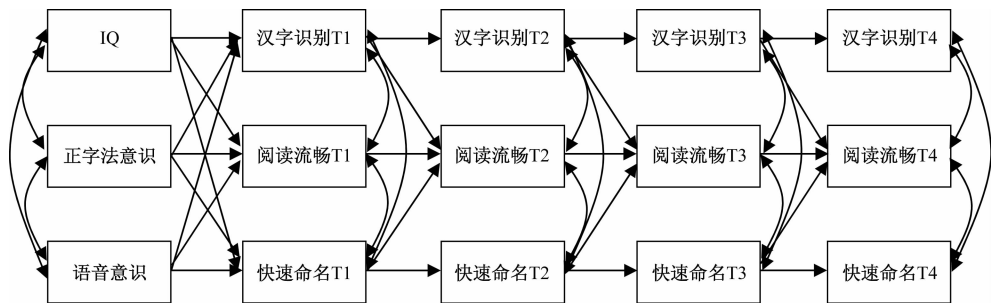 IQ 汉字识别T1 汉字识别T2 汉字识别T3 汉字识别T4
正字法意识 阅读流畅T1 阅读流畅T2 阅读流畅T3 阅读流畅T4
语音意识 快速命名T1 快速命名T2 快速命名T3 快速命名T4